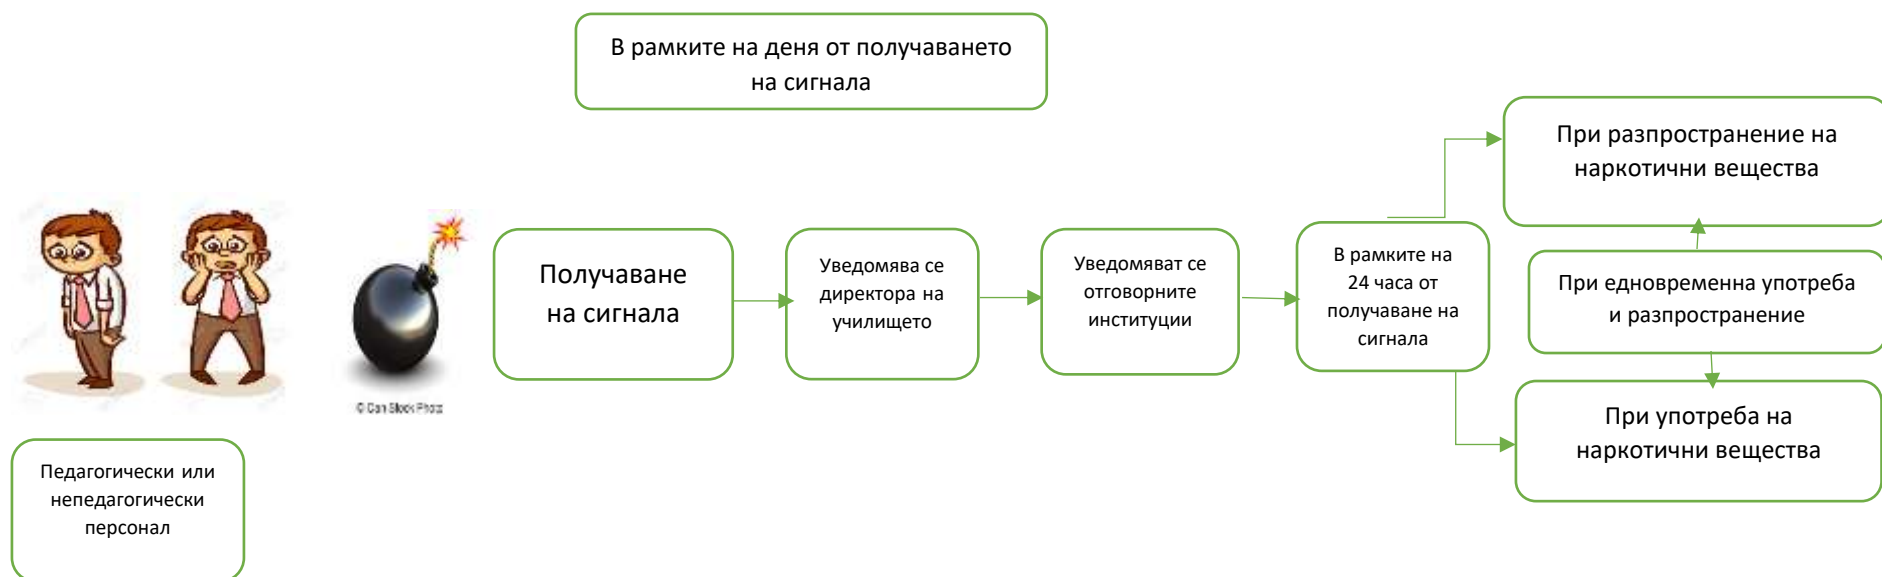 В рамките на деня от получаването
на сигнала
При разпространение на
наркотични вещества
Получаване
на сигнала
Уведомява се
директора на
училището
Уведомяват се
отговорните
институции
В рамките на
24 часа от
получаване на
сигнала
При едновременна употреба
и разпространение
При употреба на
наркотични вещества
© Can Stock Photo
Педагогически или
непедагогически
персонал